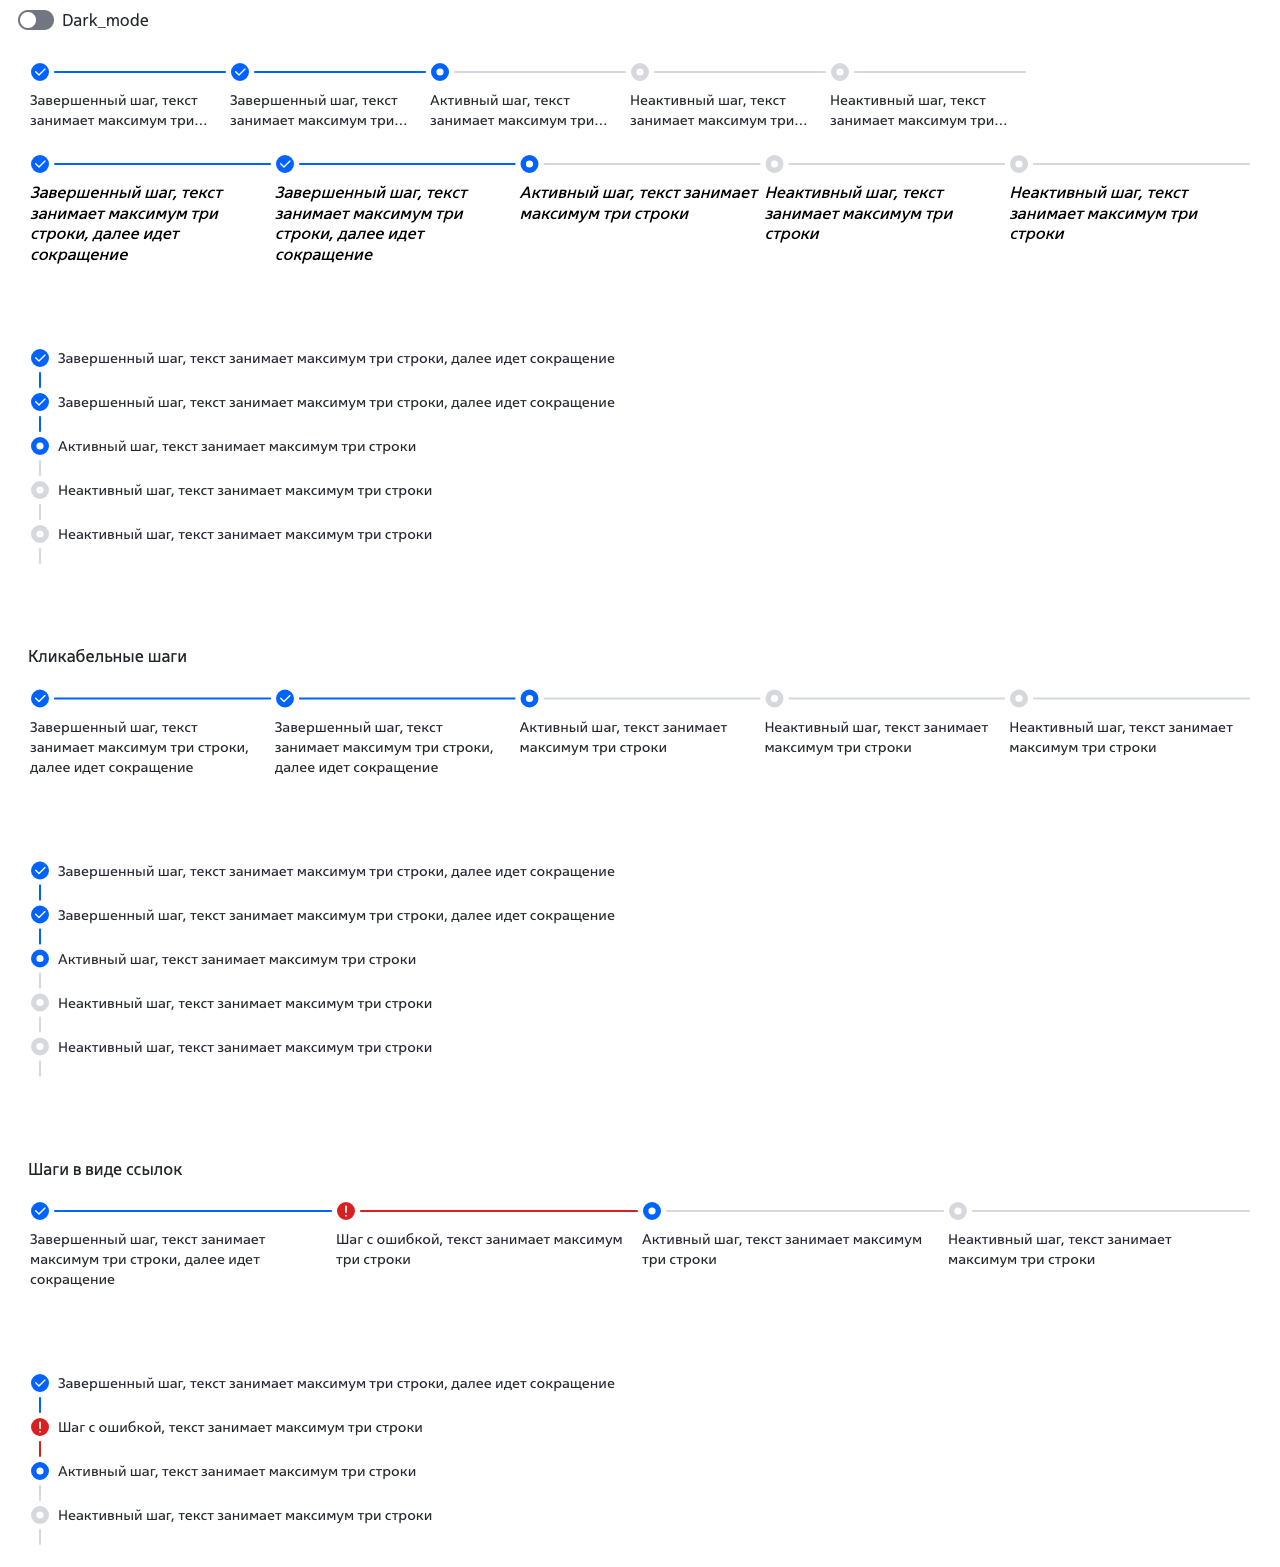 Dark_mode
Завершенный шаг, текст занимает максимум три...
Завершенный шаг, текст занимает максимум три...
Активный шаг, текст занимает максимум три...
Неактивный шаг, текст занимает максимум три...
Неактивный шаг, текст занимает максимум три...
Завершенный шаг, текст
занимает максимум три
строки, далее идет
сокращение
Завершенный шаг, текст
занимает максимум три
строки, далее идет
сокращение
Активный шаг, текст занимает
максимум три строки
Неактивный шаг, текст
занимает максимум три
строки
Неактивный шаг, текст
занимает максимум три
строки
Завершенный шаг, текст занимает максимум три строки, далее идет сокращение
Завершенный шаг, текст занимает максимум три строки, далее идет сокращение
Активный шаг, текст занимает максимум три строки
Неактивный шаг, текст занимает максимум три строки
Неактивный шаг, текст занимает максимум три строки
Кликабельные шаги
Завершенный шаг, текст
занимает максимум три строки,
далее идет сокращение
Завершенный шаг, текст
занимает максимум три строки,
далее идет сокращение
Активный шаг, текст занимает
максимум три строки
Неактивный шаг, текст занимает
максимум три строки
Неактивный шаг, текст занимает
максимум три строки
Завершенный шаг, текст занимает максимум три строки, далее идет сокращение
Завершенный шаг, текст занимает максимум три строки, далее идет сокращение
Активный шаг, текст занимает максимум три строки
Неактивный шаг, текст занимает максимум три строки
Неактивный шаг, текст занимает максимум три строки
Шаги в виде ссылок
Завершенный шаг, текст занимает
максимум три строки, далее идет
сокращение
Шаг с ошибкой, текст занимает максимум
три строки
Активный шаг, текст занимает максимум
три строки
Неактивный шаг, текст занимает
максимум три строки
Завершенный шаг, текст занимает максимум три строки, далее идет сокращение
Шаг с ошибкой, текст занимает максимум три строки
Активный шаг, текст занимает максимум три строки
Неактивный шаг, текст занимает максимум три строки